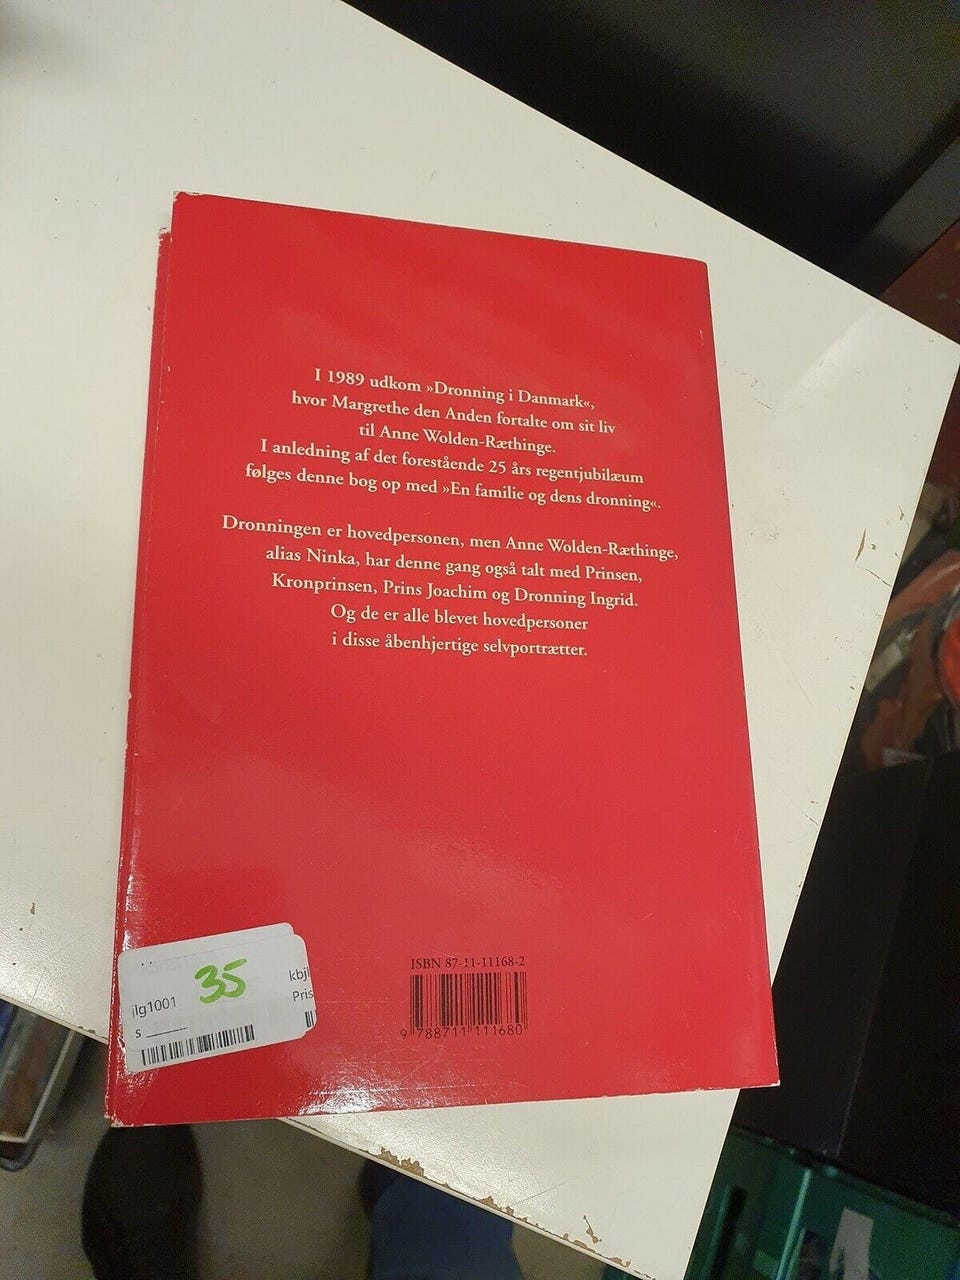 I 1989 udkom »Dronning i Danmark«,
hvor Margrethe den Anden fortalte om sit liv
til Anne Wolden-Ræthinge.
I anledning af det forestående 25 års regentjubilæum
følges denne bog op med »En familie og dens dronning«.
Dronningen er hovedpersonen, men Anne Wolden-Ræthinge,
alias Ninka, har denne gang også talt med Prinsen,
Kronprinsen, Prins Joachim og Dronning Ingrid.
Og de er alle blevet hovedpersoner
i disse åbenhjertige selvportrætter.
ISBN 87-11-11168-2
9 788711 111680
35
ilg1001
kbjl
Pris
s